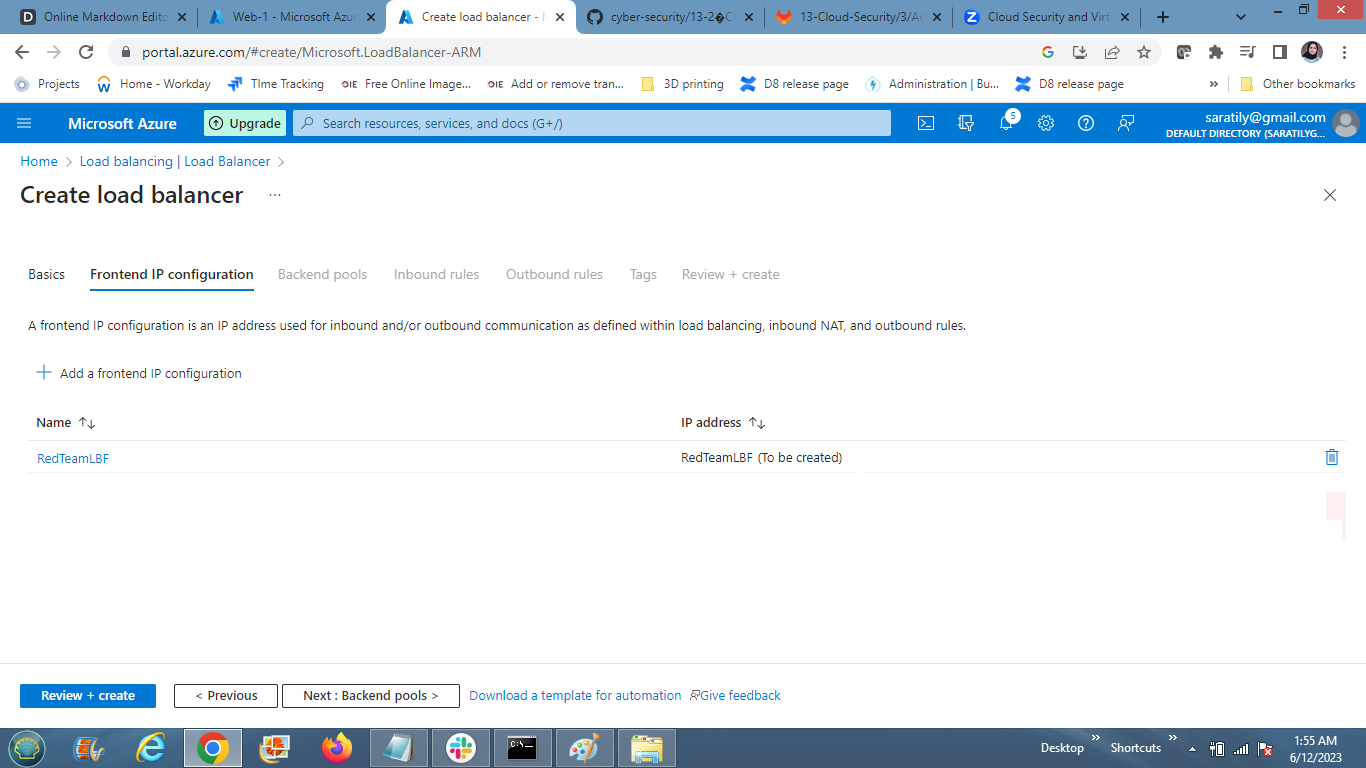 Online Markdown Edito
Web-1 - Microsoft Azur
Create load balancer - M
cyber-security/13-2�Cl
13-Cloud-Security/3/Ac
Cloud Security and Virt
portal.azure.com/#create/Microsoft.LoadBalancer-ARM
Projects
Home - Workday
TIme Tracking
OIE Free Online Image...
OIE Add or remove tran...
3D printing
D8 release page
Administration | Bu...
D8 release page
»
Other bookmarks
Microsoft Azure
Upgrade
Search resources, services, and docs (G+/)
5
saratily@gmail.com
DEFAULT DIRECTORY (SARATILYG...
Home > Load balancing | Load Balancer >
Create load balancer ...
Basics
Frontend IP configuration
Backend pools
Inbound rules
Outbound rules
Tags
Review + create
A frontend IP configuration is an IP address used for inbound and/or outbound communication as defined within load balancing, inbound NAT, and outbound rules.
+ Add a frontend IP configuration
Name ↑↓
IP address ↑↓
RedTeamLBF
RedTeamLBF (To be created)
Review + create
< Previous
Next : Backend pools >
Download a template for automation
Give feedback
Desktop »
Shortcuts »
1:55 AM
6/12/2023